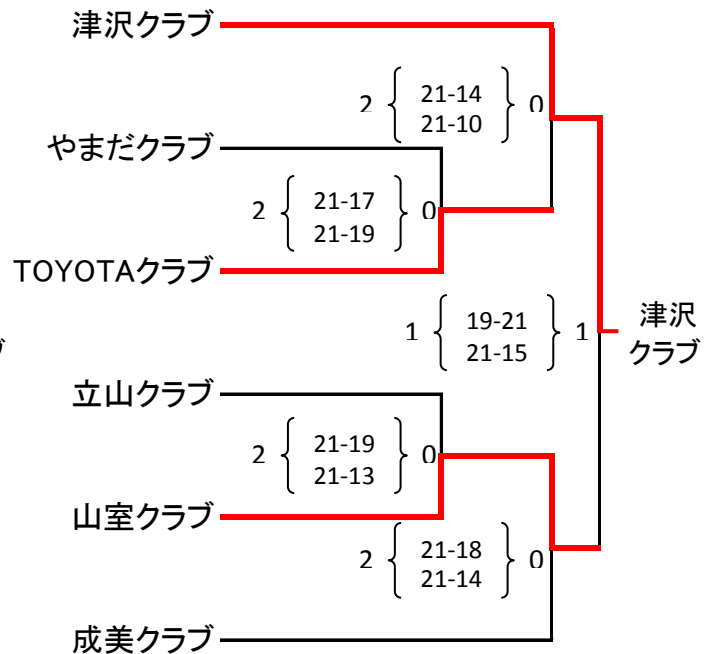 津沢クラブ
2 { 21-14 } 0
21-10
やまだクラブ
2 { 21-17 } 0
21-19
TOYOTAクラブ
1 { 19-21 } 1
21-15
津沢
クラブ
ブ
立山クラブ
2 { 21-19 } 0
21-13
山室クラブ
2 { 21-18 } 0
21-14
成美クラブ